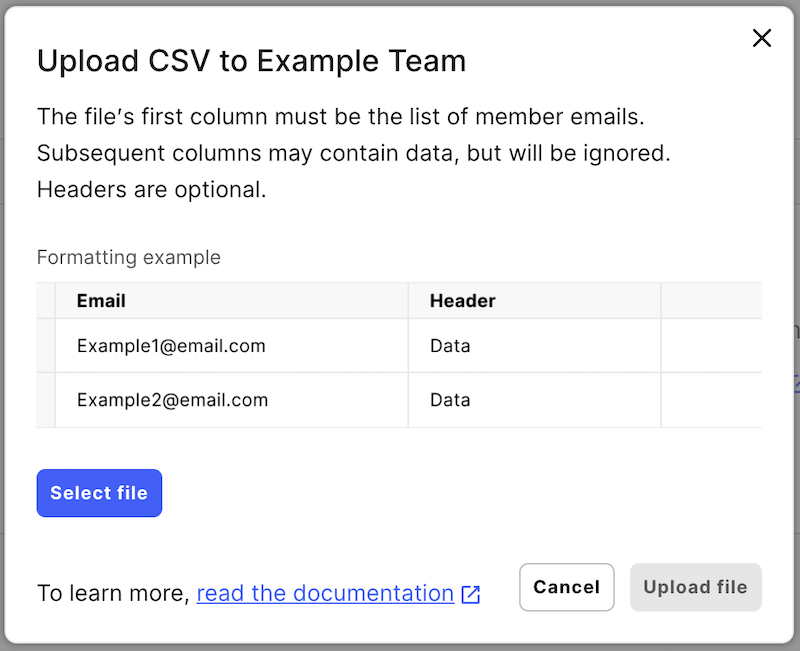 Upload CSV to Example Team
The file’s first column must be the list of member emails.
Subsequent columns may contain data, but will be ignored.
Headers are optional.
Formatting example
Email Header
Example1@email.com Data
Example2@email.com Data
Select file
To learn more, read the documentation
Cancel
Upload file